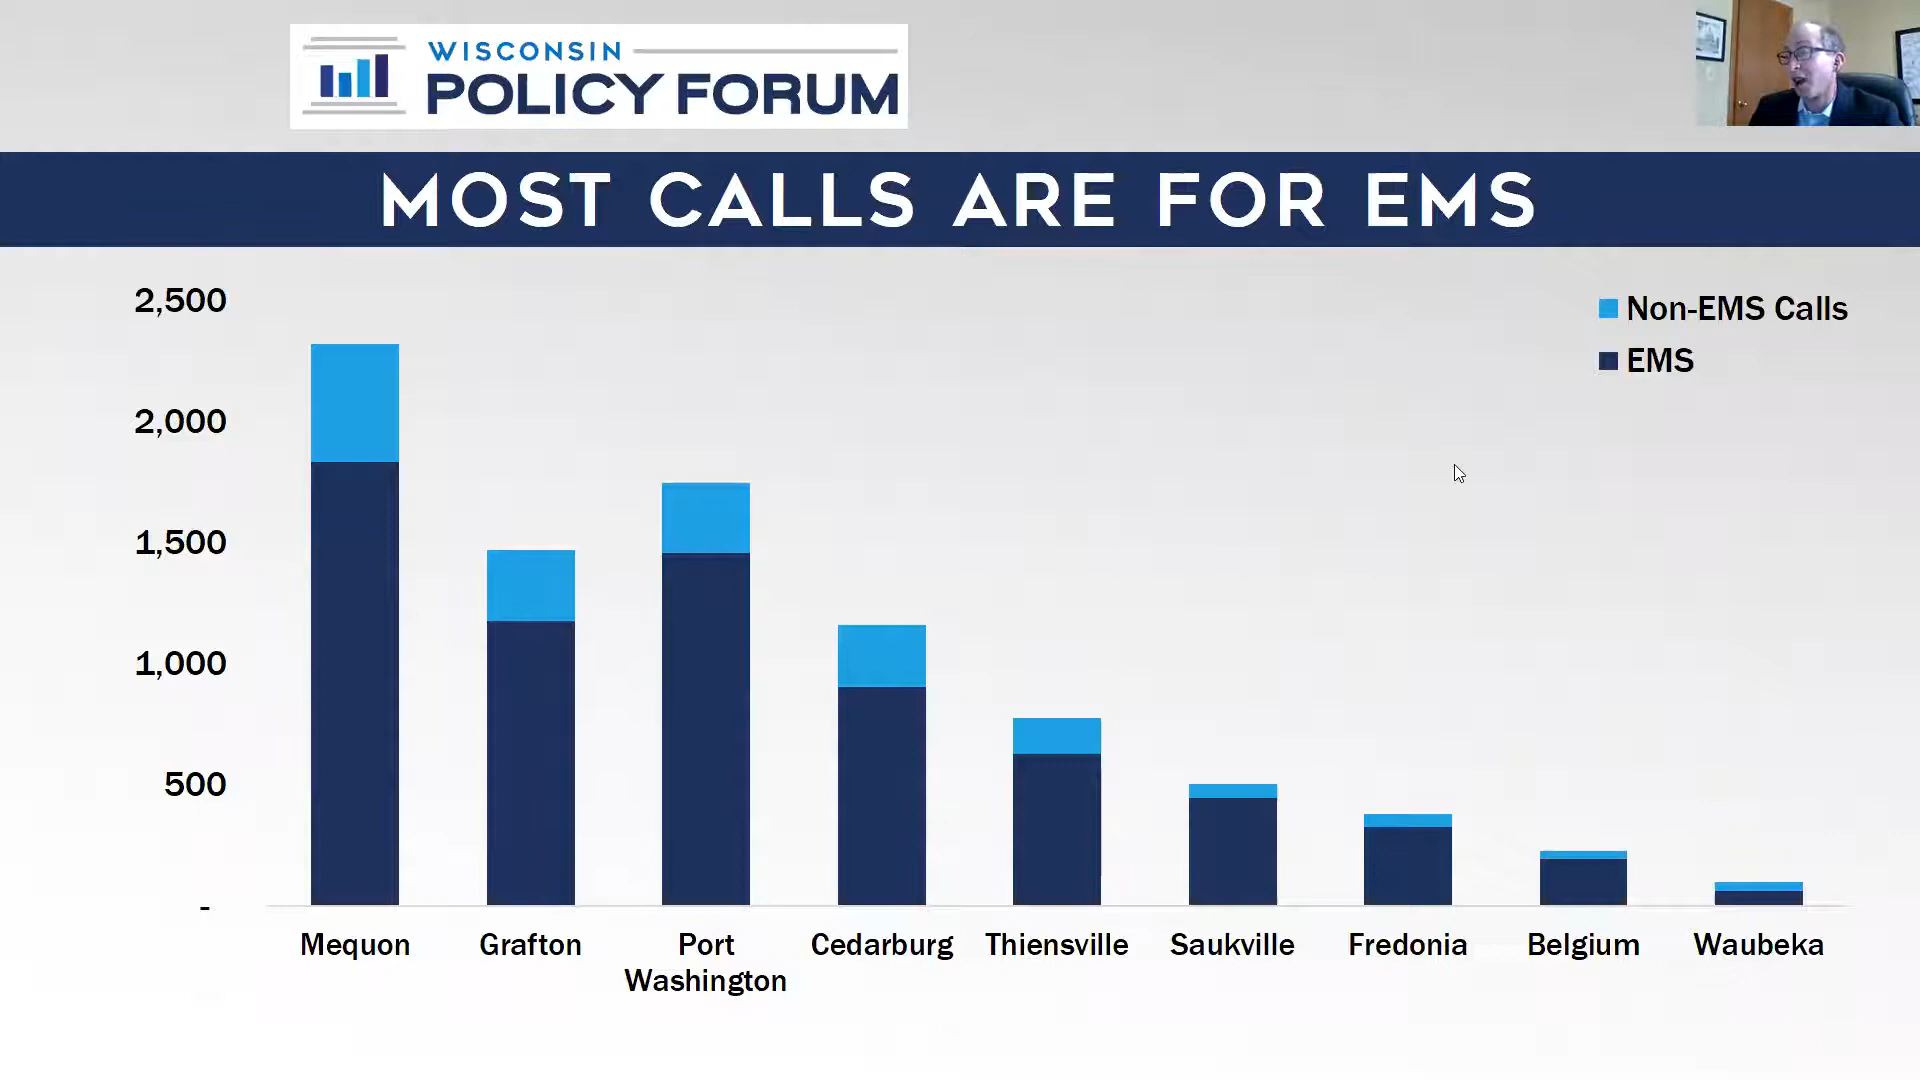 WISCONSIN
POLICY FORUM
MOST CALLS ARE FOR EMS
2,500
2,000
1,500
1,000
500
-
Non-EMS Calls
EMS
Mequon
Grafton
Port
Washington
Cedarburg
Thiensville
Saukville
Fredonia
Belgium
Waubeka